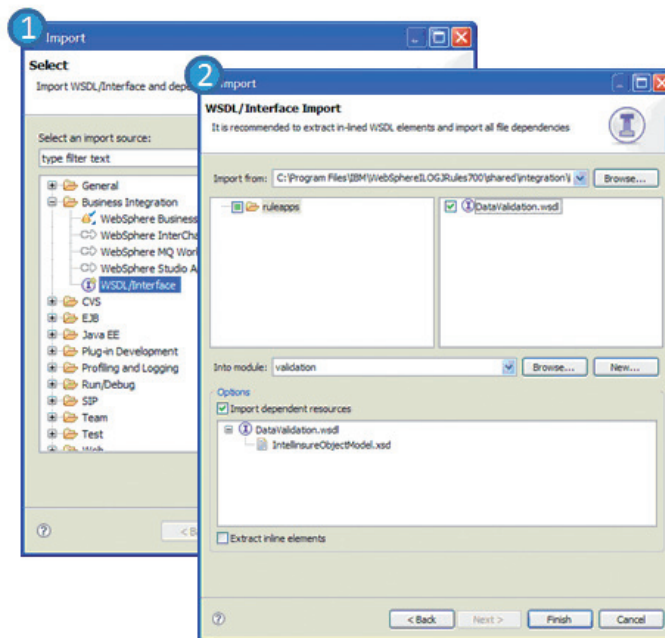 1
Import
Select
Import WSDL/Interface and
Select an import source:
type filter text
General
Business Integration
WebSphere Business
WebSphere
WebSphere MQ
WebSphere Studio A
WSDL/Interface
CVS
EJB
Java EE
Plug-in Development
Profiling and Logging
Run/Debug
SIP
Team
Test
Web
2
Import
WSDL/Interface Import
It is recommended to extract in-lined WSDL elements and import all file dependencies
Import from: C:\Program Files\IBM\WebSphereILOGJRules700\shared\integration\ Browse...
ruleapps
DataValidation.wsdl
Into module: validation Browse... New...
Options
Import dependent resources
DataValidation.wsdl
IntelinsureObjectModel.xsd
Extract inline elements
< Back Next > Finish Cancel